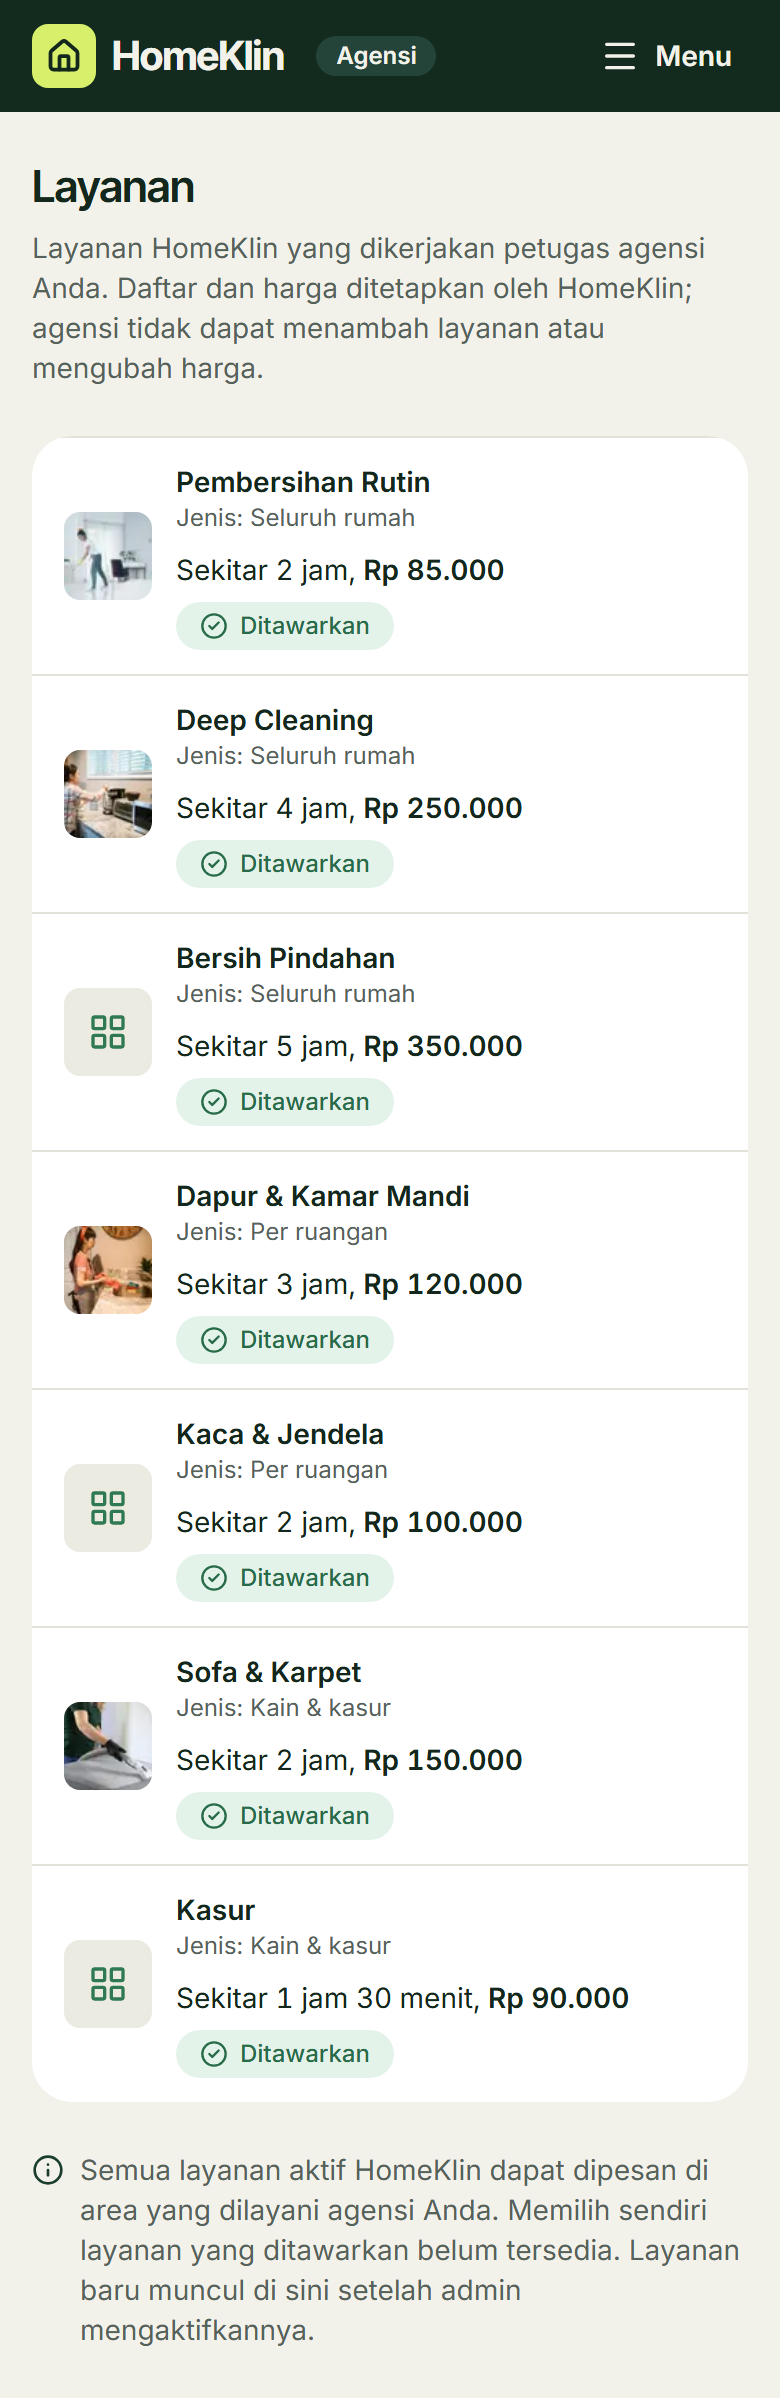 HomeKlin
Agensi
Menu
Layanan
Layanan HomeKlin yang dikerjakan petugas agensi
Anda. Daftar dan harga ditetapkan oleh HomeKlin;
agensi tidak dapat menambah layanan atau
mengubah harga.
Pembersihan Rutin
Jenis: Seluruh rumah
Sekitar 2 jam, Rp 85.000
Ditawarkan
Deep Cleaning
Jenis: Seluruh rumah
Sekitar 4 jam, Rp 250.000
Ditawarkan
Bersih Pindahan
Jenis: Seluruh rumah
Sekitar 5 jam, Rp 350.000
Ditawarkan
Dapur & Kamar Mandi
Jenis: Per ruangan
Sekitar 3 jam, Rp 120.000
Ditawarkan
Kaca & Jendela
Jenis: Per ruangan
Sekitar 2 jam, Rp 100.000
Ditawarkan
Sofa & Karpet
Jenis: Kain & kasur
Sekitar 2 jam, Rp 150.000
Ditawarkan
Kasur
Jenis: Kain & kasur
Sekitar 1 jam 30 menit, Rp 90.000
Ditawarkan
Semua layanan aktif HomeKlin dapat dipesan di
area yang dilayani agensi Anda. Memilih sendiri
layanan yang ditawarkan belum tersedia. Layanan
baru muncul di sini setelah admin
mengaktifkannya.